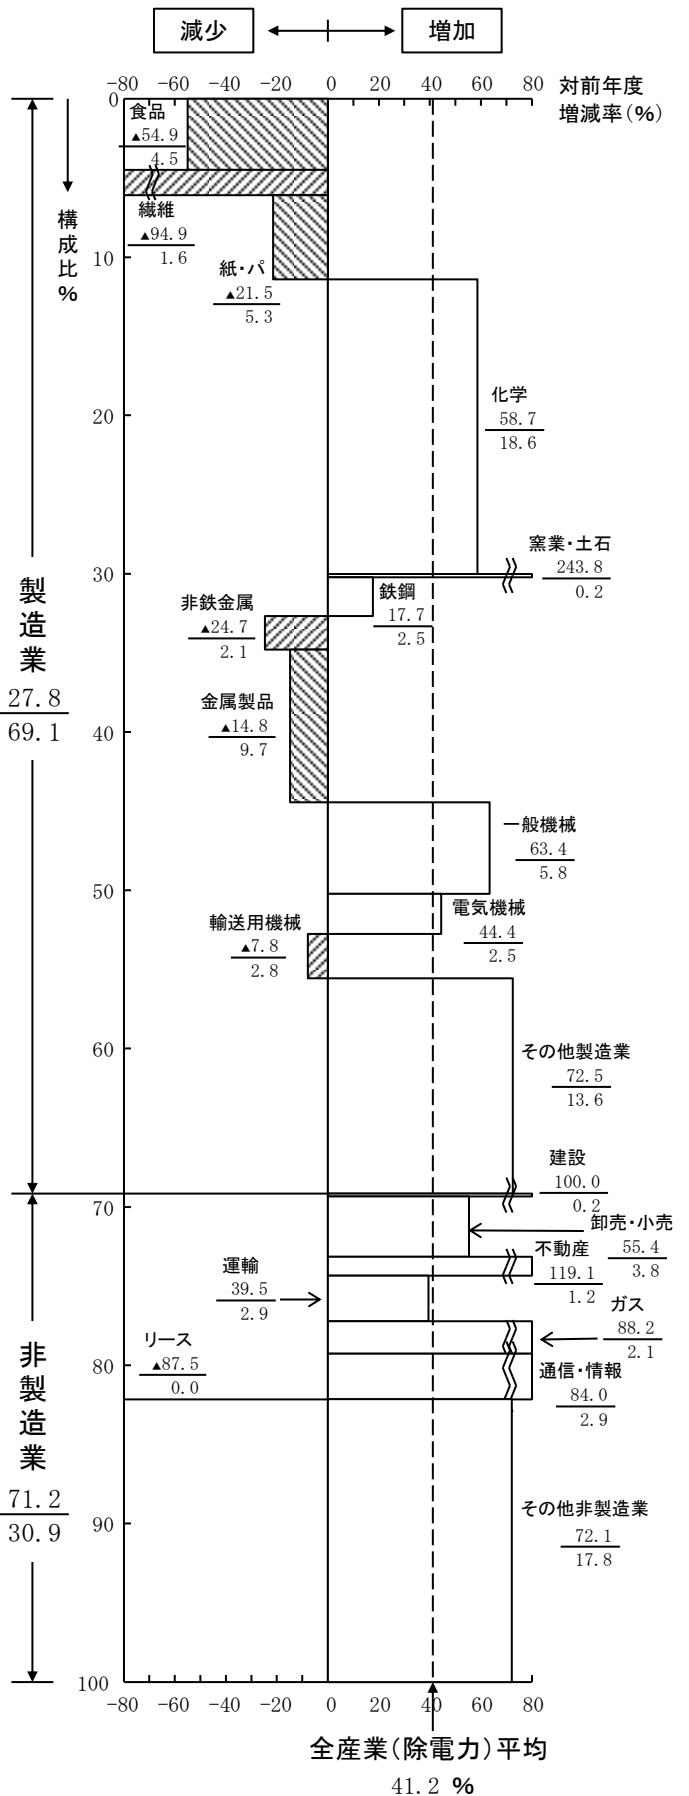 減少 増加
-80 -60 -40 -20 0 20 40 60 80 対前年度
増減率(%)
0
食品
▲54.9
4.5
繊維
▲94.9
1.6
構成比%
10
紙・パ
▲21.5
5.3
化学
58.7
18.6
20
窯業・土石
243.8
0.2
30
鉄鋼
17.7
2.5
非鉄金属
▲24.7
2.1
製造業
27.8
69.1
金属製品
▲14.8
9.7
40
一般機械
63.4
5.8
50
電気機械
44.4
2.5
輸送用機械
▲7.8
2.8
60
その他製造業
72.5
13.6
建設
100.0
0.2
70
卸売・小売
55.4
3.8
不動産
119.1
1.2
運輸
39.5
2.9
ガス
88.2
2.1
リース
▲87.5
0.0
80
通信・情報
84.0
2.9
非製造業
71.2
30.9
90
その他非製造業
72.1
17.8
100
-80 -60 -40 -20 0 20 40 60 80
全産業(除電力)平均
41.2 %